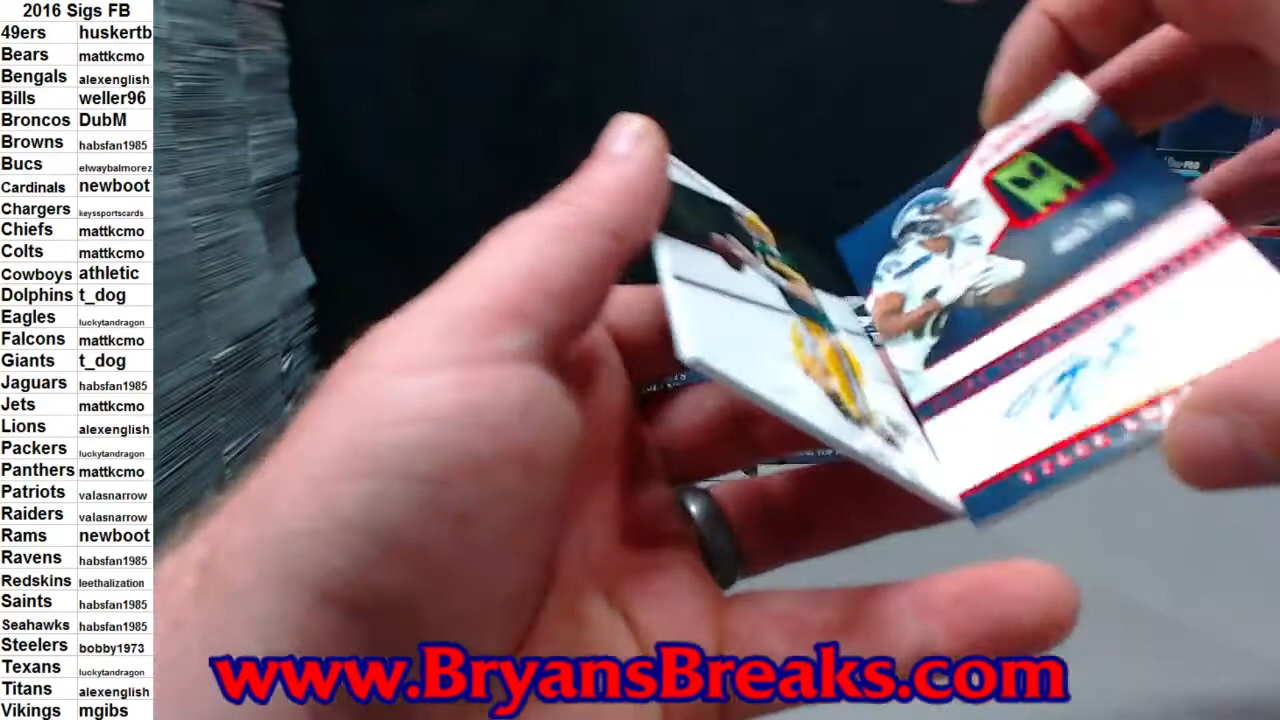 2016 Sigs FB
49ers huskertb
Bears mattkcmo
Bengals alexenglish
Bills weller96
Broncos DubM
Browns habsfan1985
Bucs elwaybalmorez
Cardinals newboot
Chargers keyssportscards
Chiefs mattkcmo
Colts mattkcmo
Cowboys athletic
Dolphins t_dog
Eagles luckytandragon
Falcons mattkcmo
Giants t_dog
Jaguars habsfan1985
Jets mattkcmo
Lions alexenglish
Packers luckytandragon
Panthers mattkcmo
Patriots valasnarrow
Raiders valasnarrow
Rams newboot
Ravens habsfan1985
Redskins leethalization
Saints habsfan1985
Seahawks habsfan1985
Steelers bobby1973
Texans luckytandragon
Titans alexenglish
Vikings mgibs
www.BryansBreaks.com